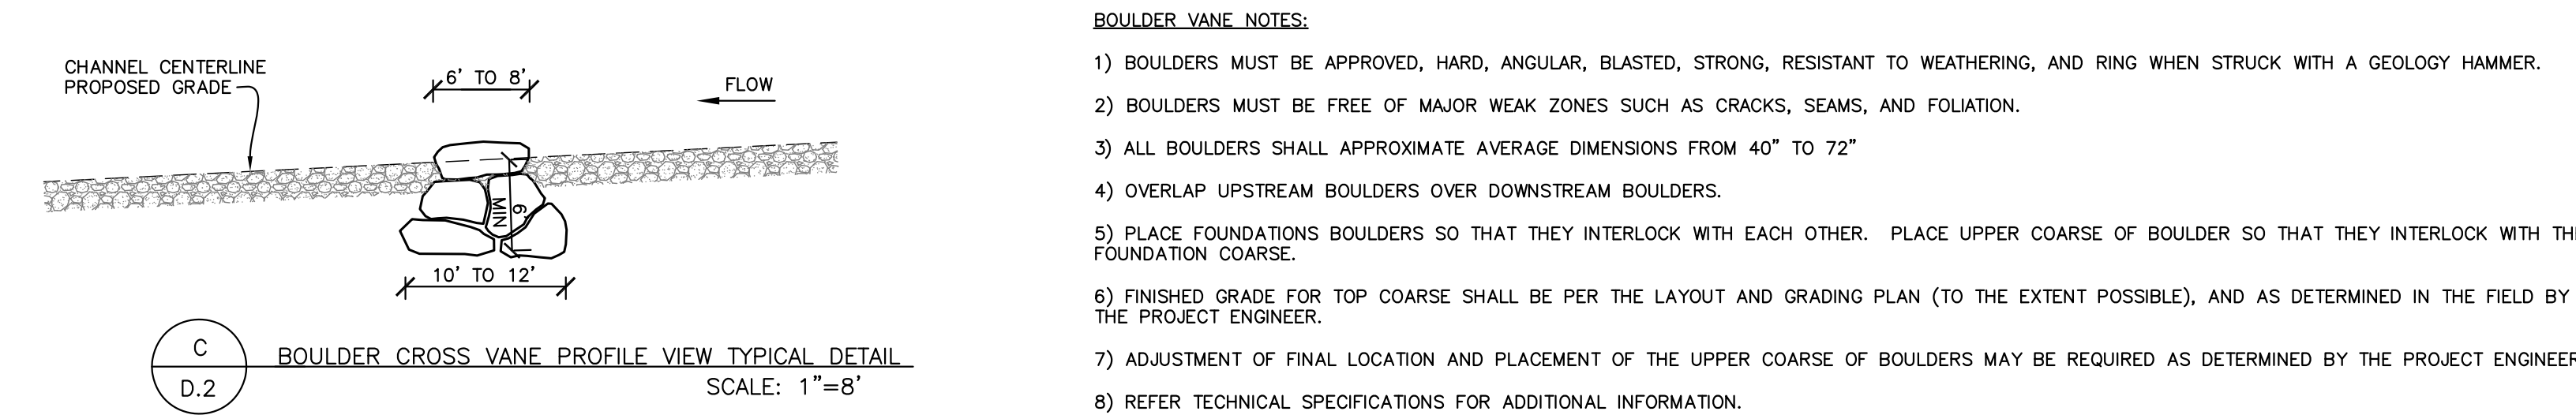 CHANNEL CENTERLINE
PROPOSED GRADE
6' TO 8'
FLOW
6'
MIN
10' TO 12'
C
D.2
BOULDER CROSS VANE PROFILE VIEW TYPICAL DETAIL
SCALE: 1"=8'
BOULDER VANE NOTES:
1) BOULDERS MUST BE APPROVED, HARD, ANGULAR, BLASTED, STRONG, RESISTANT TO WEATHERING, AND RING WHEN STRUCK WITH A GEOLOGY HAMMER.
2) BOULDERS MUST BE FREE OF MAJOR WEAK ZONES SUCH AS CRACKS, SEAMS, AND FOLIATION.
3) ALL BOULDERS SHALL APPROXIMATE AVERAGE DIMENSIONS FROM 40" TO 72"
4) OVERLAP UPSTREAM BOULDERS OVER DOWNSTREAM BOULDERS.
5) PLACE FOUNDATIONS BOULDERS SO THAT THEY INTERLOCK WITH EACH OTHER. PLACE UPPER COARSE OF BOULDER SO THAT THEY INTERLOCK WITH
FOUNDATION COARSE.
6) FINISHED GRADE FOR TOP COARSE SHALL BE PER THE LAYOUT AND GRADING PLAN (TO THE EXTENT POSSIBLE), AND AS DETERMINED IN THE FIELD BY
THE PROJECT ENGINEER.
7) ADJUSTMENT OF FINAL LOCATION AND PLACEMENT OF THE UPPER COARSE OF BOULDERS MAY BE REQUIRED AS DETERMINED BY THE PROJECT ENGINEER
8) REFER TECHNICAL SPECIFICATIONS FOR ADDITIONAL INFORMATION.